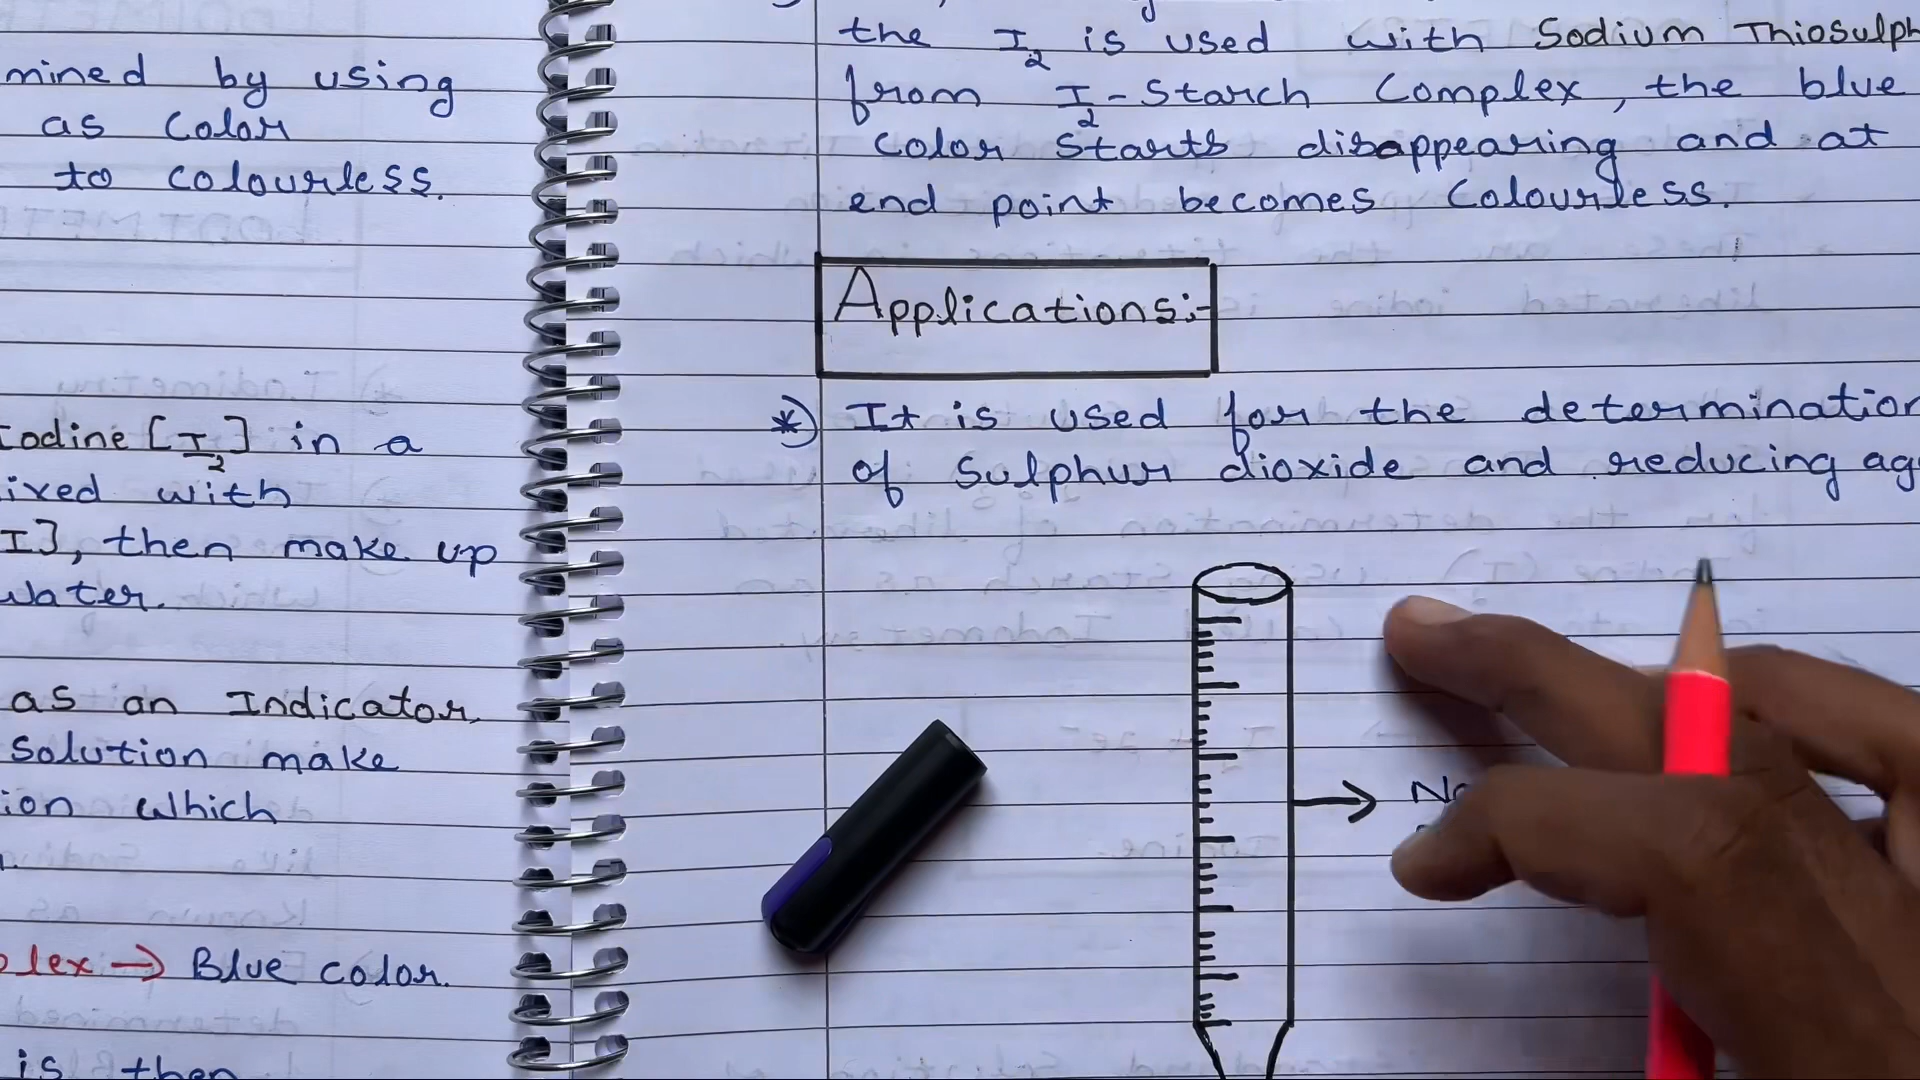 mined by using
as color
to colourless.
Iodine [I2] in a
ixed with
I], then make up
Water.
as an Indicator.
Solution make
ion which
plex → Blue color.
is then
the I2 is used with Sodium Thiosulph
from I2-Starch Complex, the blue
color starts disappearing and at
end point becomes Colourless.
Applications:-
*) It is used for the determination
of Sulphur dioxide and reducing ag
Na